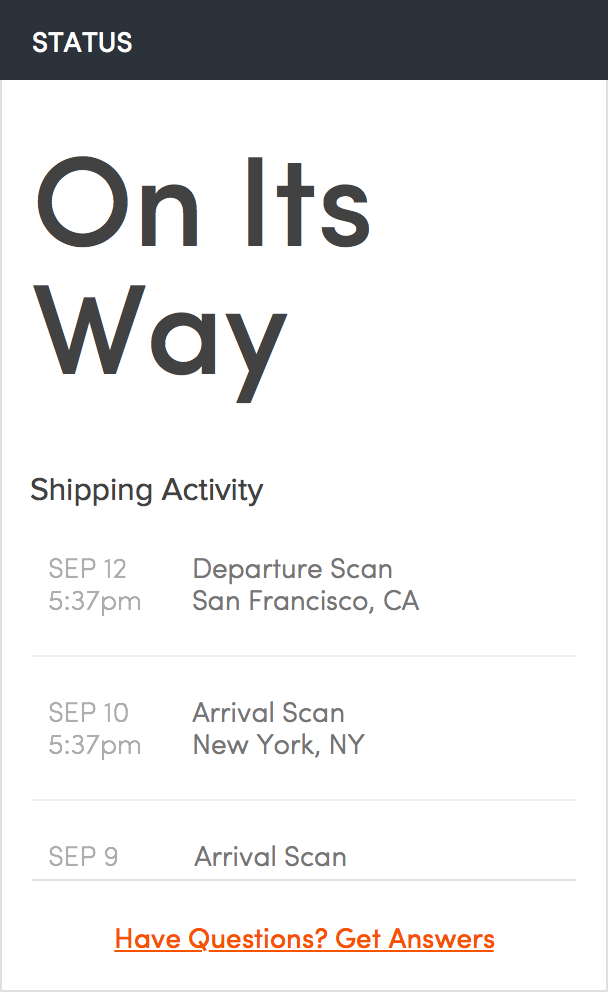 STATUS
On Its
Way
Shipping Activity
SEP 12 Departure Scan
5:37pm San Francisco, CA
SEP 10 Arrival Scan
5:37pm New York, NY
SEP 9 Arrival Scan
Have Questions? Get Answers